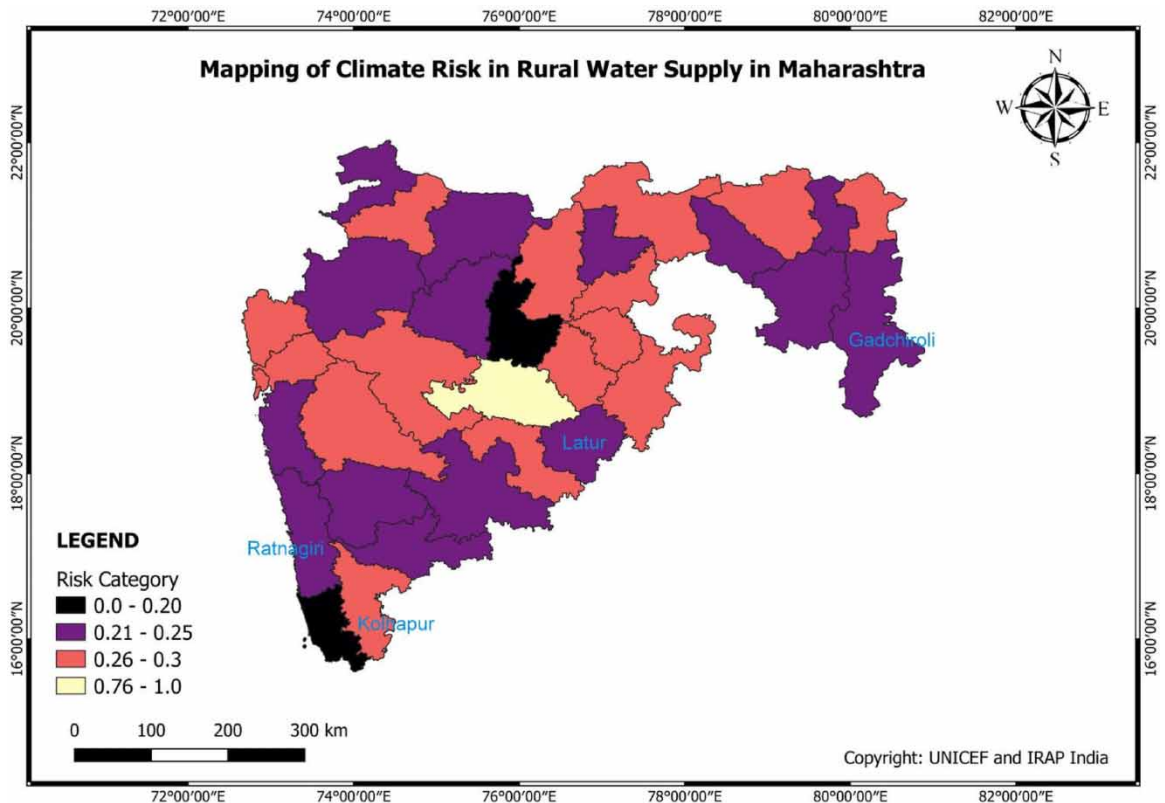 72°00'00"E 74°00'00"E 76°00'00"E 78°00'00"E 80°00'00"E 82°00'00"E
Mapping of Climate Risk in Rural Water Supply in Maharashtra
N
W E
S
22°00'00"N 22°00'00"N
20°00'00"N 20°00'00"N
18°00'00"N 18°00'00"N
16°00'00"N 16°00'00"N
Gadchiroli
Latur
Ratnagiri
Kolhapur
LEGEND
Risk Category
0.0 - 0.20
0.21 - 0.25
0.26 - 0.3
0.76 - 1.0
0 100 200 300 km
Copyright: UNICEF and IRAP India
72°00'00"E 74°00'00"E 76°00'00"E 78°00'00"E 80°00'00"E 82°00'00"E